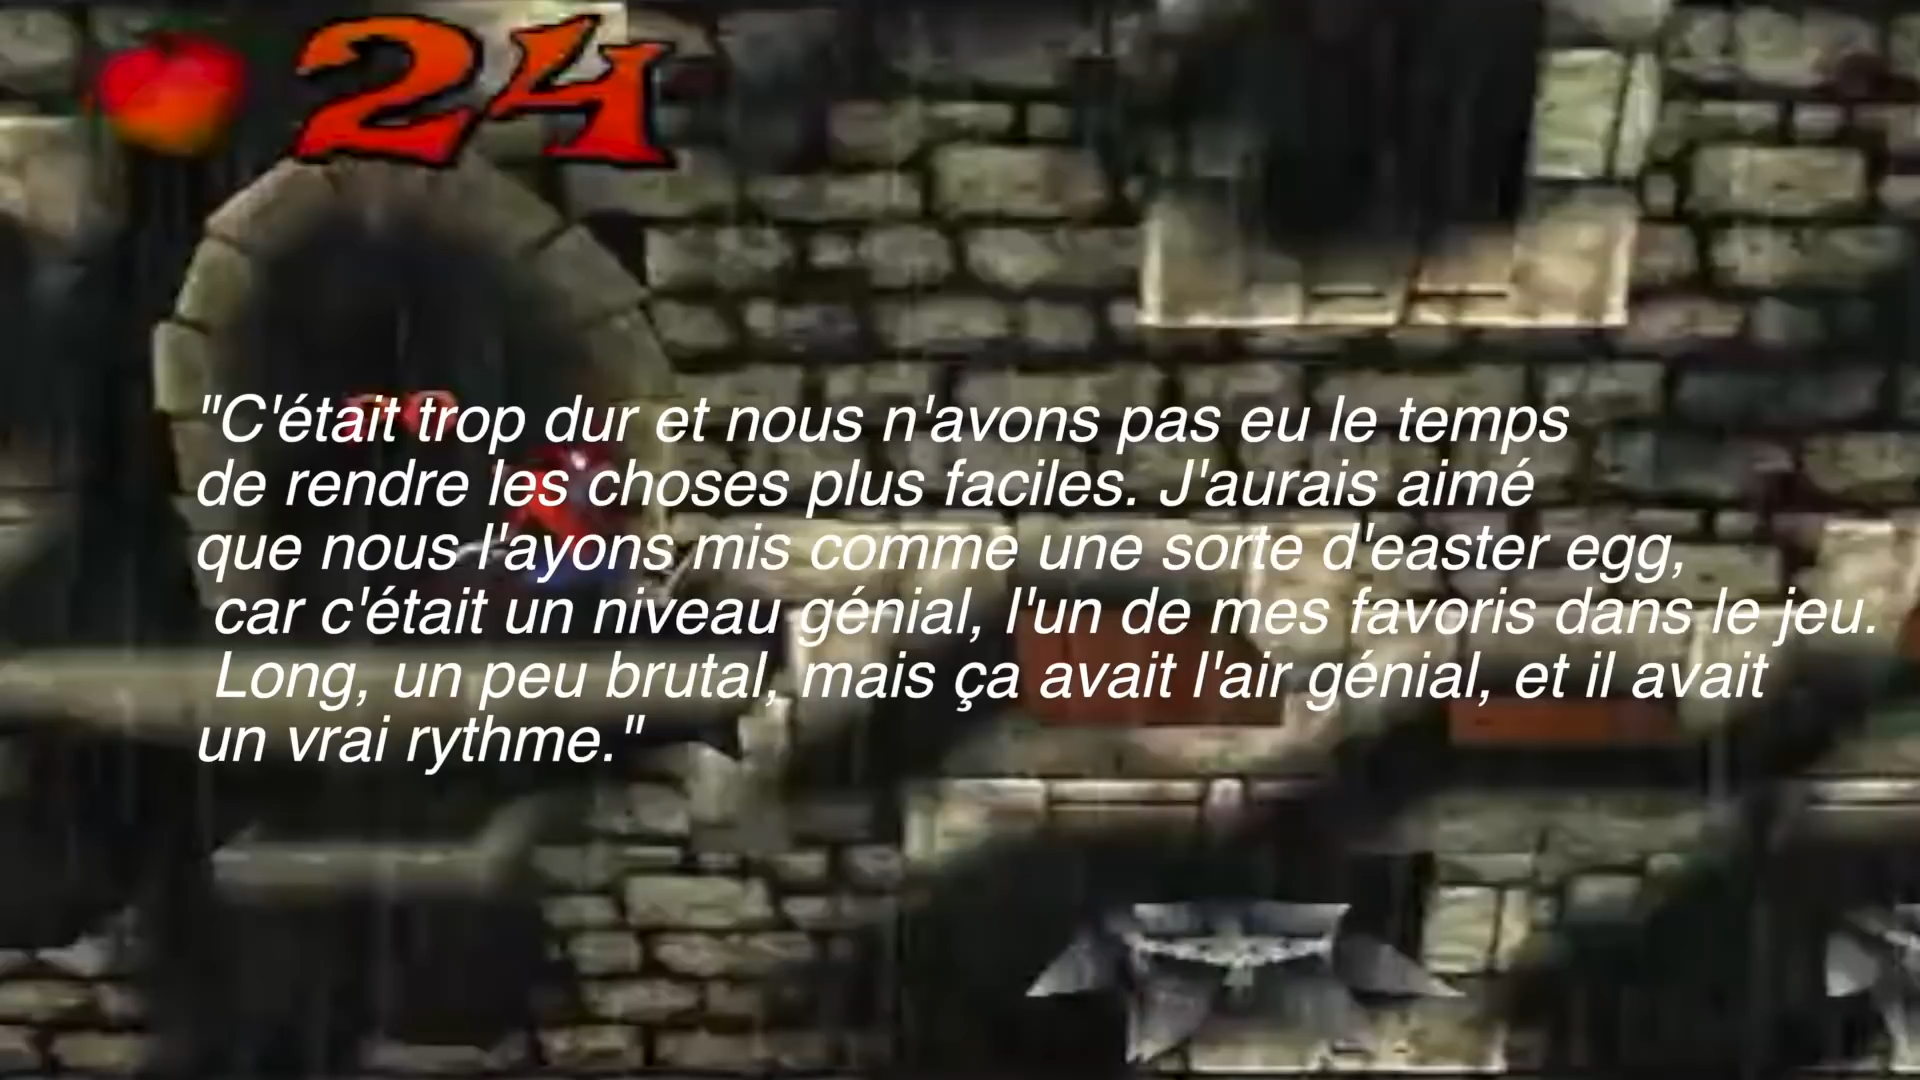 24
"C'était trop dur et nous n'avons pas eu le temps
de rendre les choses plus faciles. J'aurais aimé
que nous l'ayons mis comme une sorte d'easter egg,
car c'était un niveau génial, l'un de mes favoris dans le jeu.
Long, un peu brutal, mais ça avait l'air génial, et il avait
un vrai rythme."